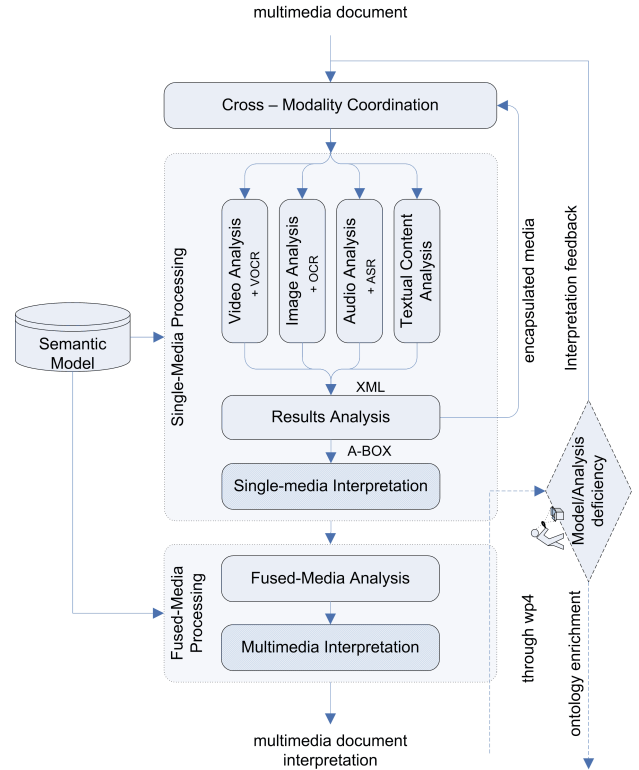 multimedia document
Cross – Modality Coordination
Single-Media Processing
Video Analysis
+ VOCR
Image Analysis
+ OCR
Audio Analysis
+ ASR
Textual Content
Analysis
encapsulated media
Interpretation feedback
Semantic
Model
XML
Results Analysis
A-BOX
Single-media Interpretation
Model/Analysis
deficiency
Fused-Media
Processing
Fused-Media Analysis
Multimedia Interpretation
through wp4
ontology enrichment
multimedia document
interpretation